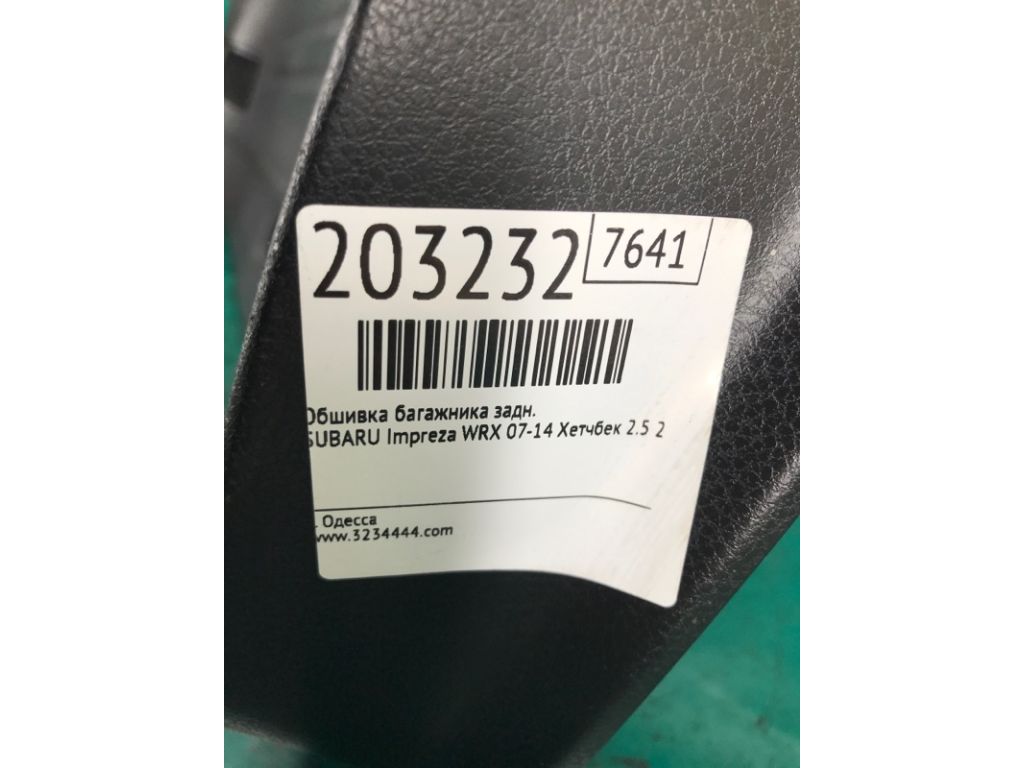 203232 7641
Обшивка багажника задн.
SUBARU Impreza WRX 07-14 Хетчбек 2.5 2
. Одесса
www.3234444.com